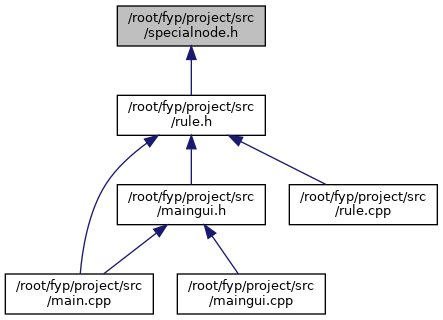 /root/fyp/project/src
/specialnode.h
/root/fyp/project/src
/rule.h
/root/fyp/project/src
/maingui.h
/root/fyp/project/src
/rule.cpp
/root/fyp/project/src
/main.cpp
/root/fyp/project/src
/maingui.cpp